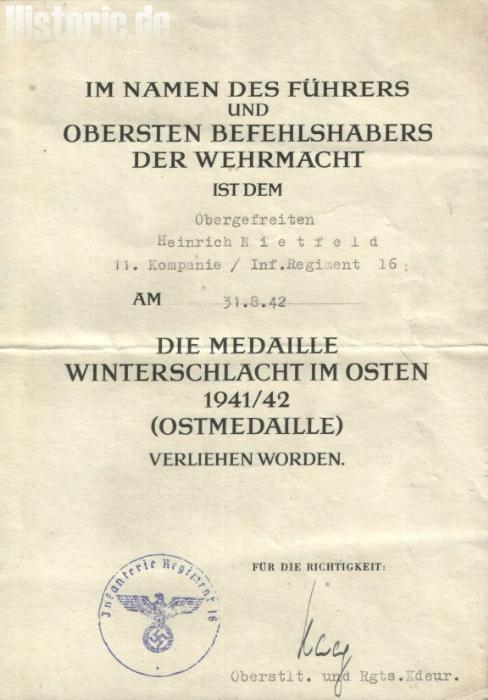 Historic.de
IM NAMEN DES FÜHRERS
UND
OBERSTEN BEFEHLSHABERS
DER WEHRMACHT
IST DEM
Obergefreiten
Heinrich N i e t f e l d
11. Kompanie / Inf.Regiment 16.
AM 31.8.42
DIE MEDAILLE
WINTERSCHLACHT IM OSTEN
1941/42
(OSTMEDAILLE)
VERLIEHEN WORDEN.
FÜR DIE RICHTIGKEIT:
Infanterie Regiment 16
Oberstlt. und Rgts.Kdeur.